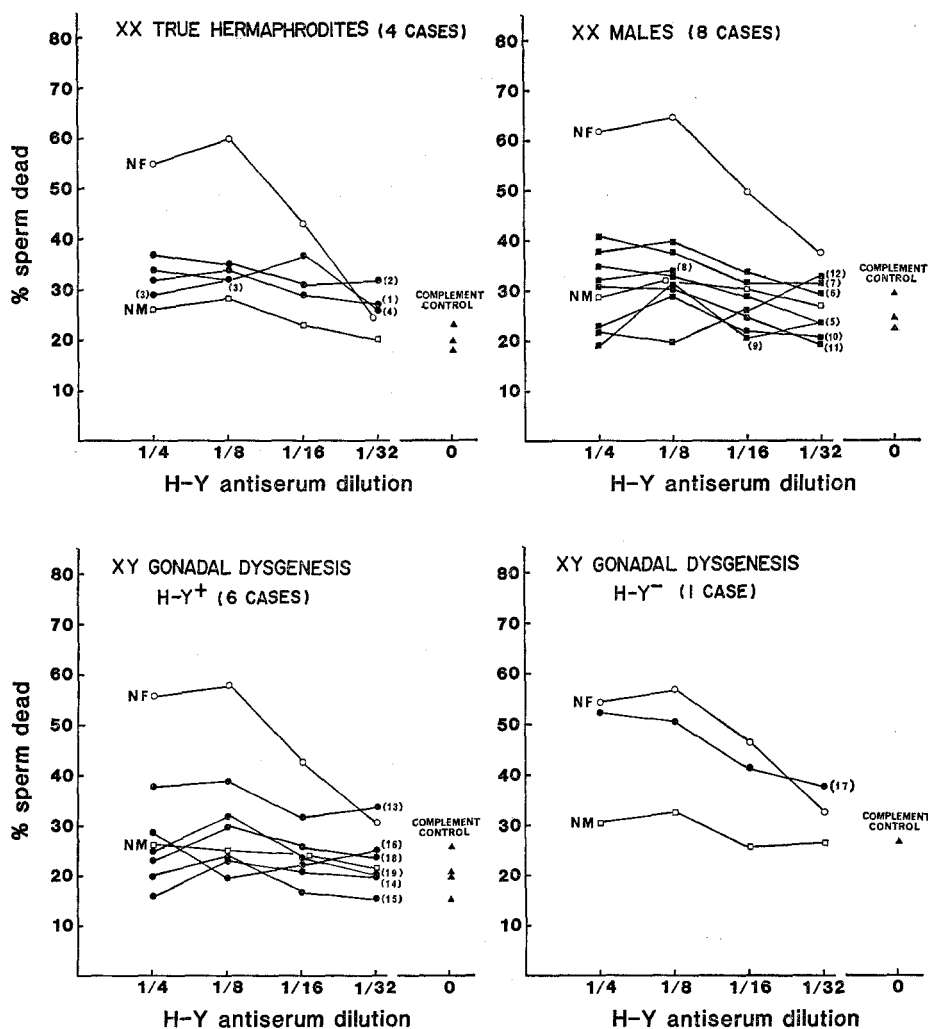 XX TRUE HERMAPHRODITES (4 CASES)
% sperm dead
80
70
60
50
40
30
20
10
NF
NM
(3)
(3)
(2)
(1)
(4)
COMPLEMENT
CONTROL
1/4 1/8 1/16 1/32 0
H-Y antiserum dilution
XX MALES (8 CASES)
% sperm dead
80
70
60
50
40
30
20
10
NF
NM
(8)
(9)
(12)
(7)
(6)
(5)
(10)
(11)
COMPLEMENT
CONTROL
1/4 1/8 1/16 1/32 0
H-Y antiserum dilution
XY GONADAL DYSGENESIS
H-Y+ (6 CASES)
% sperm dead
80
70
60
50
40
30
20
10
NF
NM
(13)
(16)
(18)
(19)
(14)
(15)
COMPLEMENT
CONTROL
1/4 1/8 1/16 1/32 0
H-Y antiserum dilution
XY GONADAL DYSGENESIS
H-Y− (1 CASE)
% sperm dead
80
70
60
50
40
30
20
10
NF
NM
(17)
COMPLEMENT
CONTROL
1/4 1/8 1/16 1/32 0
H-Y antiserum dilution